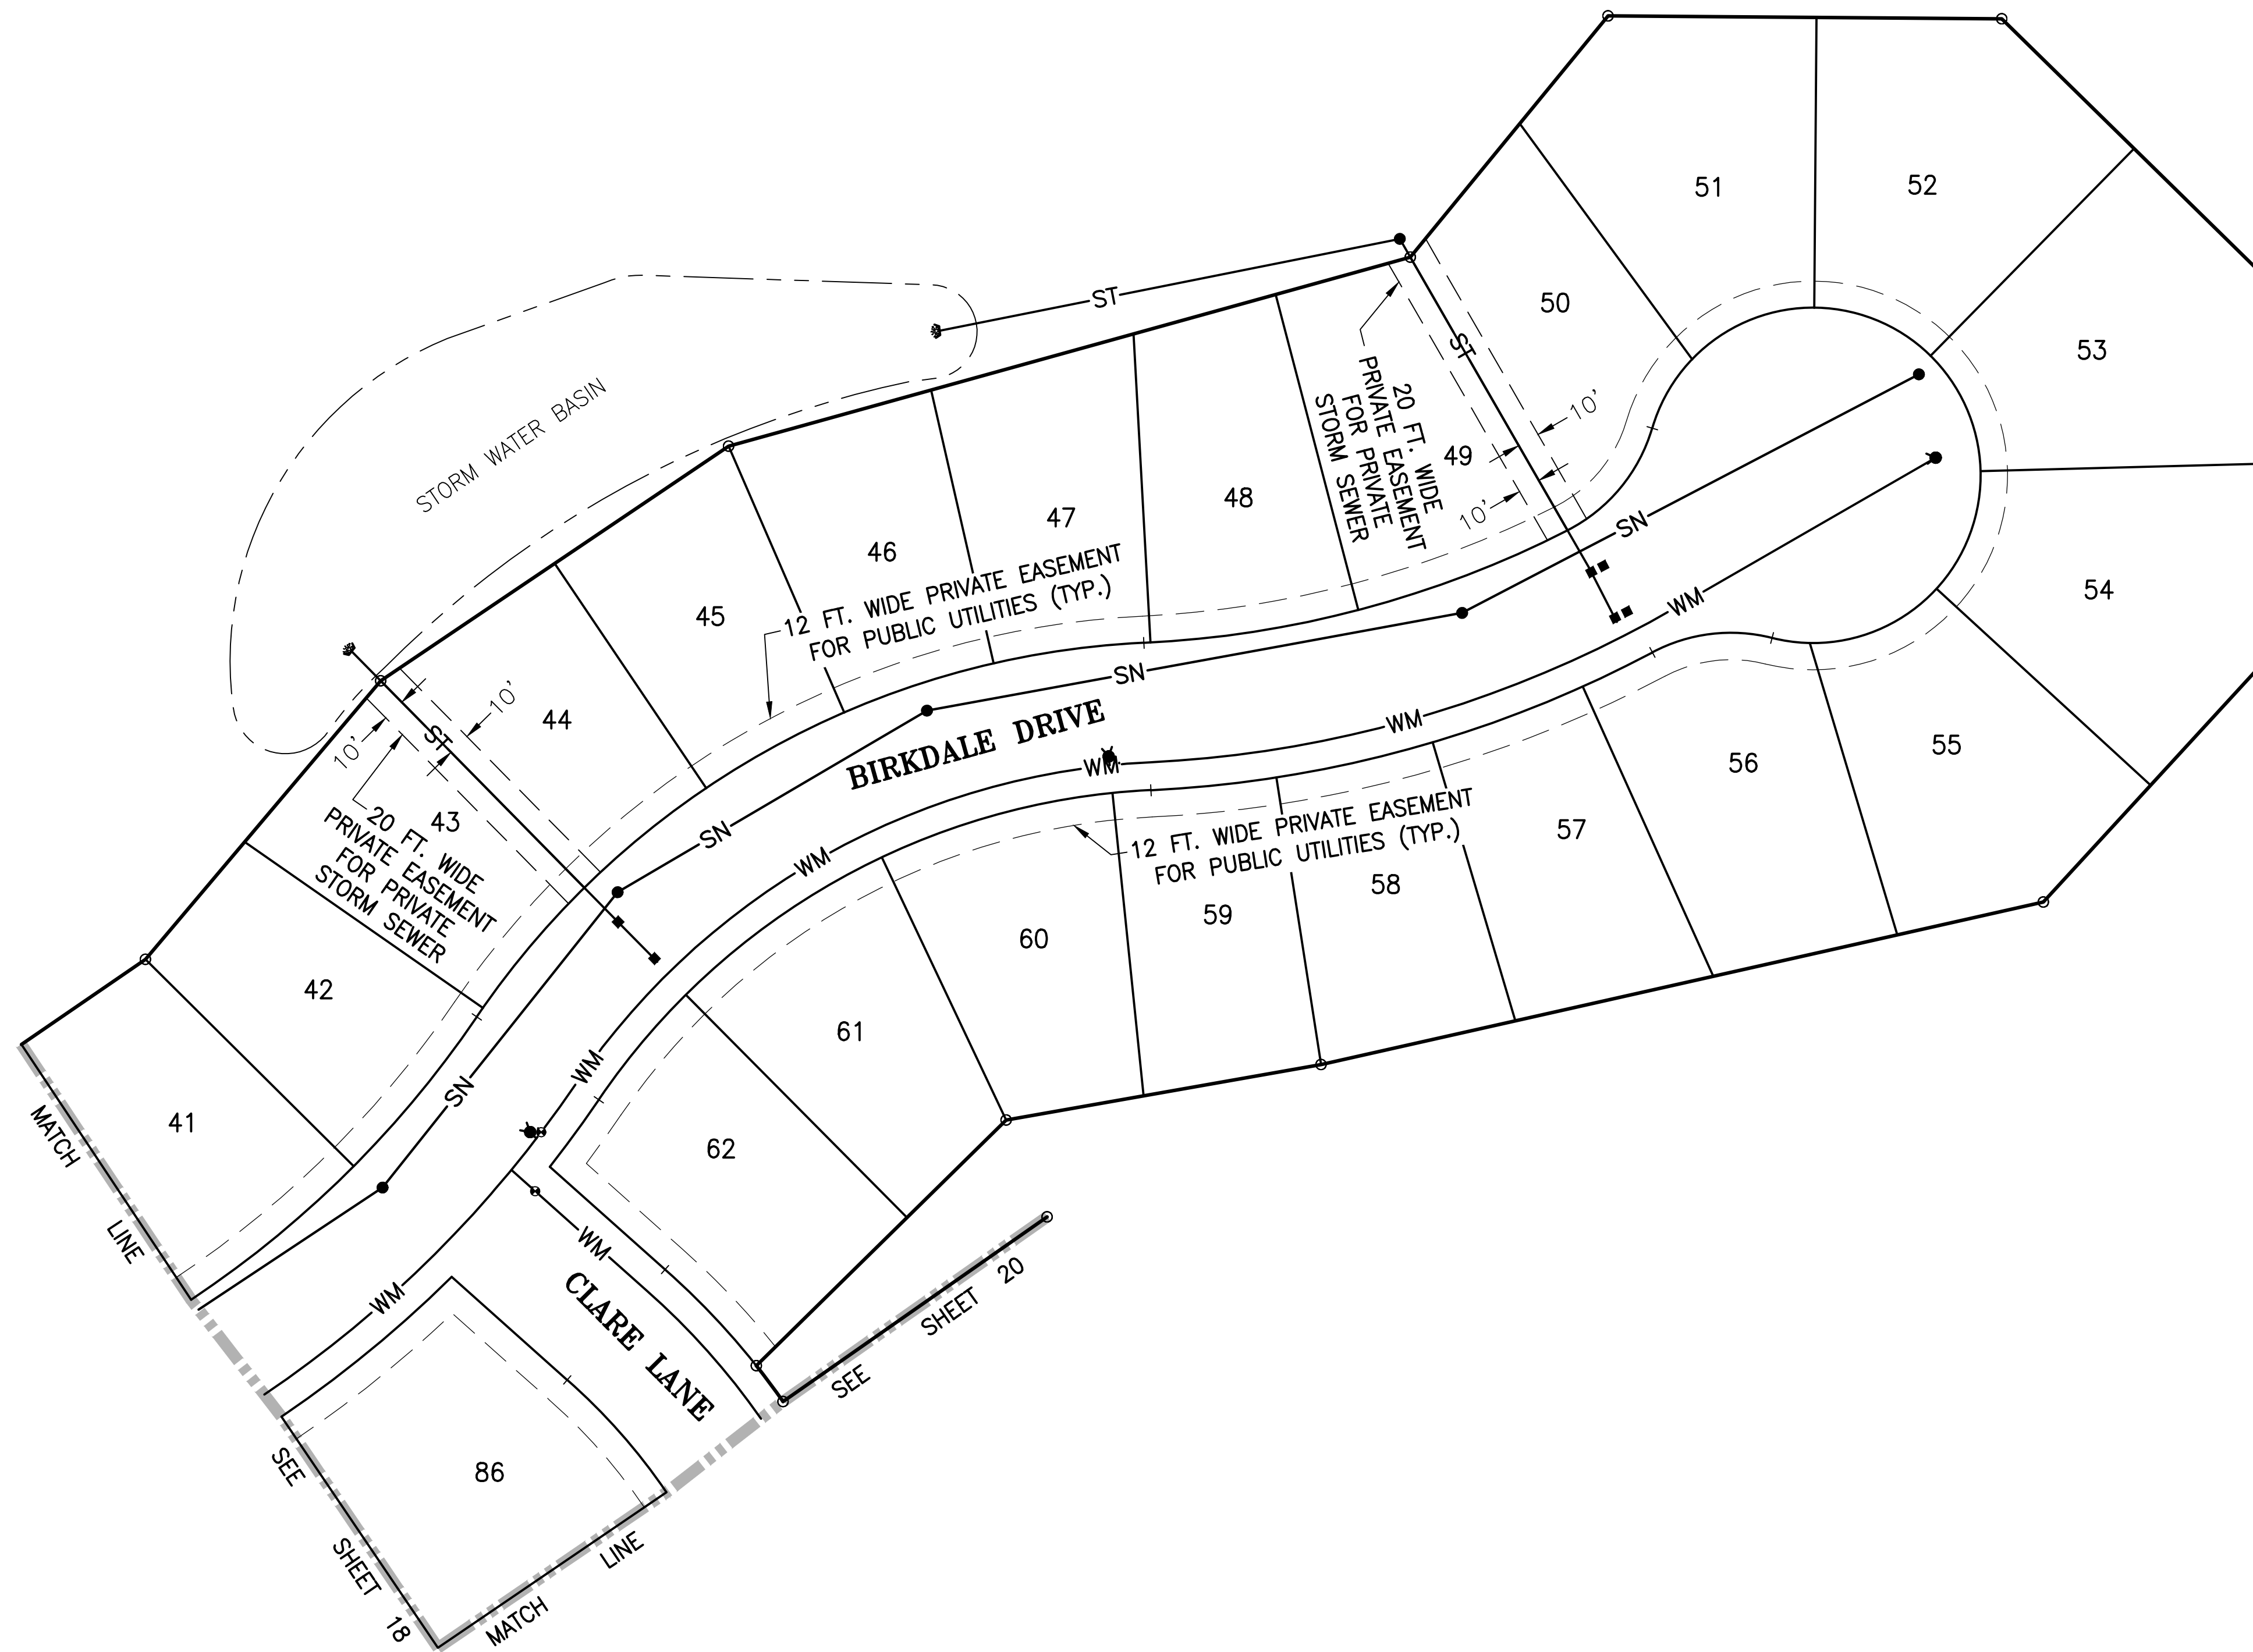 51
52
53
50
ST
ST
20 FT. WIDE
PRIVATE EASEMENT
FOR PRIVATE
STORM SEWER
10'
10'
49
48
47
46
45
44
STORM WATER BASIN
12 FT. WIDE PRIVATE EASEMENT
FOR PUBLIC UTILITIES (TYP.)
SN
SN
SN
SN
WM
WM
WM
WM
WM
WM
WM
BIRKDALE DRIVE
54
55
56
57
12 FT. WIDE PRIVATE EASEMENT
FOR PUBLIC UTILITIES (TYP.)
58
59
60
61
62
10'
10'
ST
43
20 FT. WIDE
PRIVATE EASEMENT
FOR PRIVATE
STORM SEWER
42
41
MATCH LINE
SEE SHEET 18
CLARE LANE
86
MATCH LINE
SEE SHEET 20